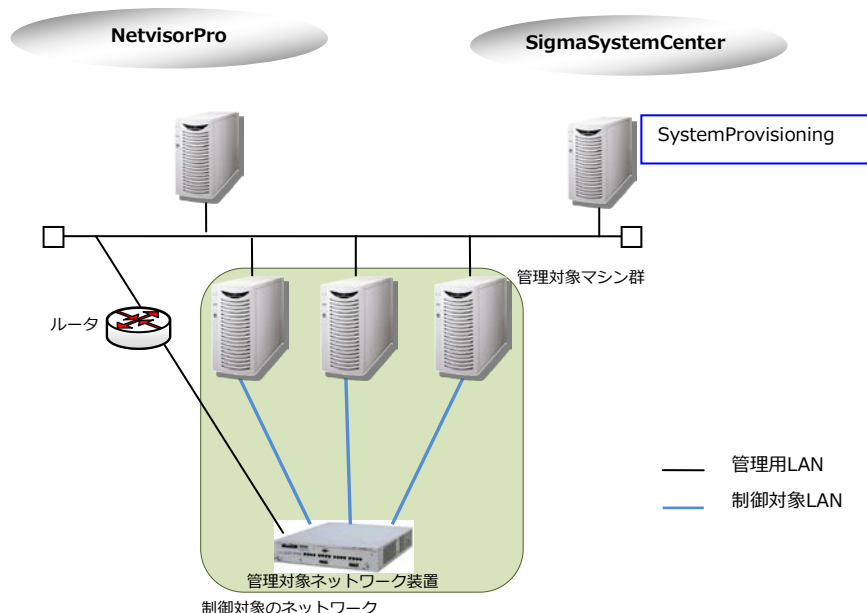 NetvisorPro
SigmaSystemCenter
SystemProvisioning
管理対象マシン群
ルータ
管理用LAN
制御対象LAN
管理対象ネットワーク装置
制御対象のネットワーク